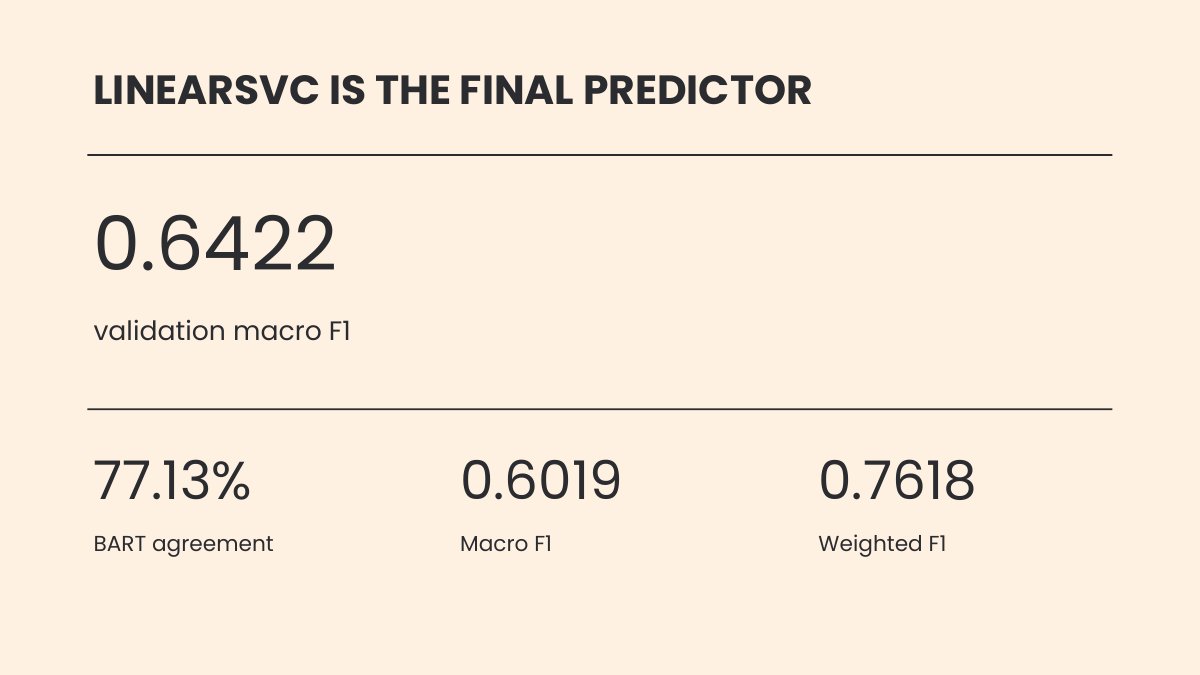 LINEARSVC IS THE FINAL PREDICTOR
0.6422
validation macro F1
77.13% 0.6019 0.7618
BART agreement Macro F1 Weighted F1